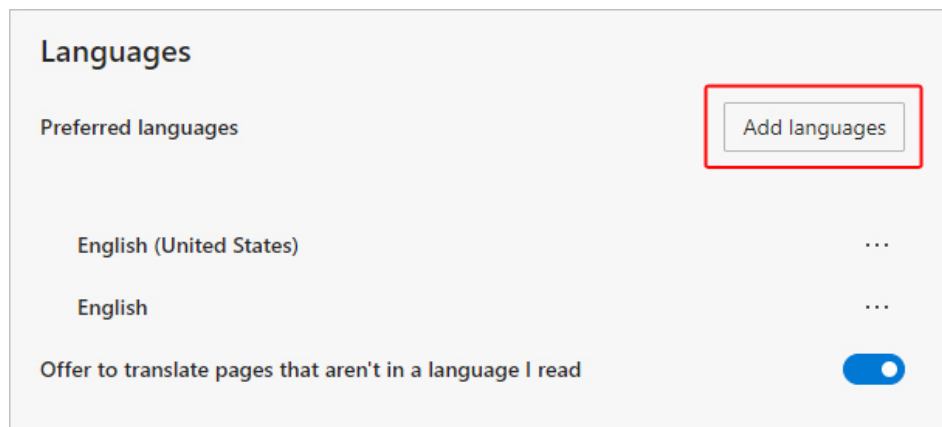 Languages
Preferred languages
Add languages
English (United States)
English
Offer to translate pages that aren't in a language I read